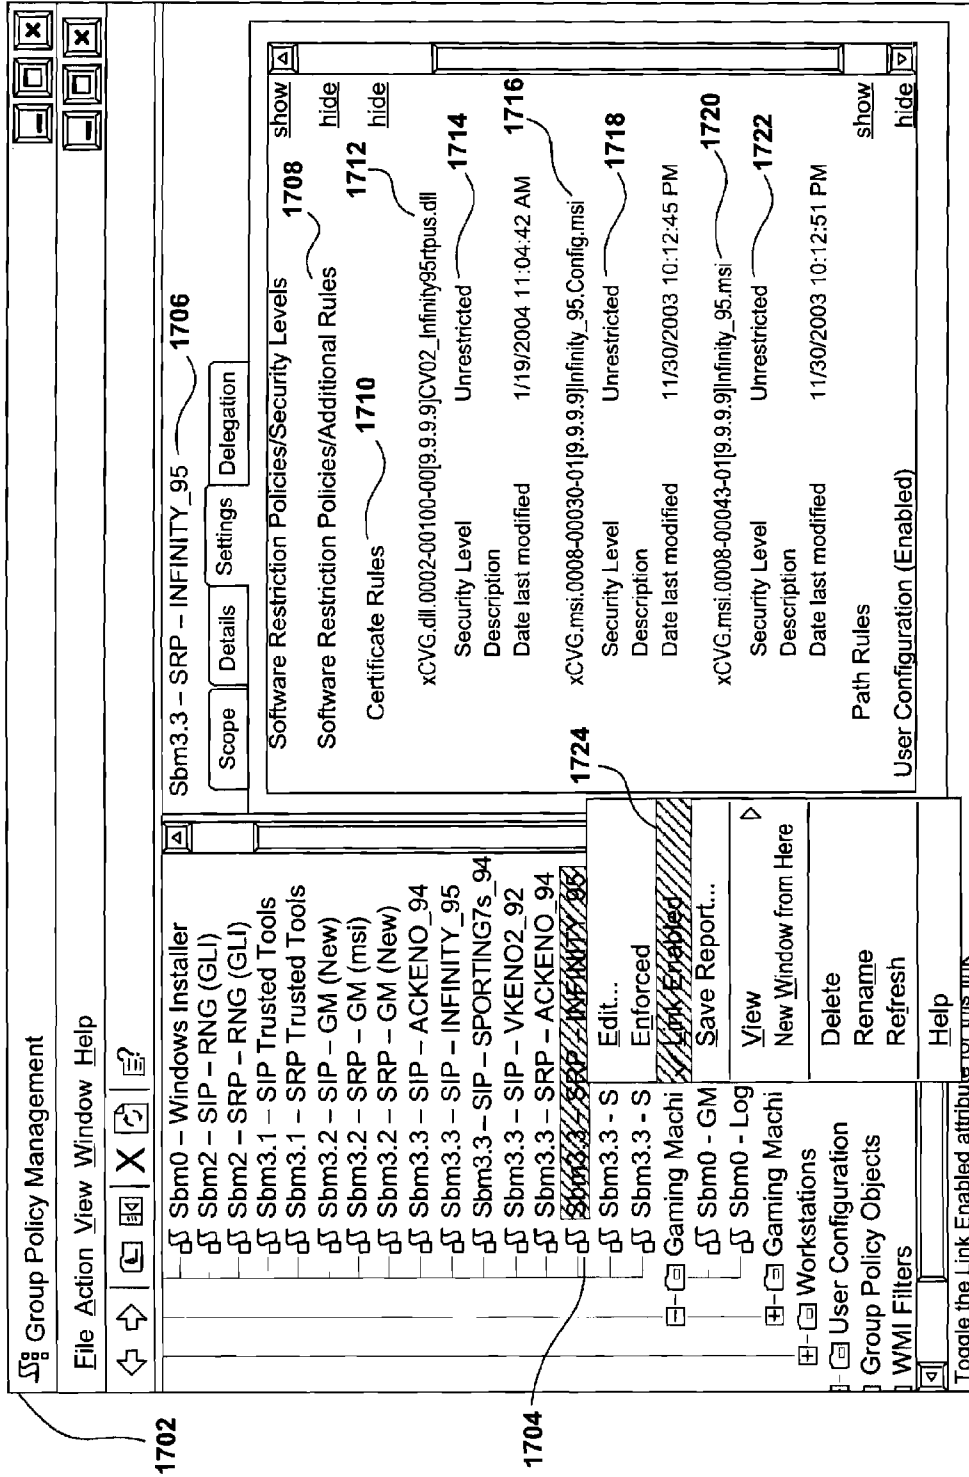 Group Policy Management
File Action View Window Help
1702
Sbm0 – Windows Installer
Sbm2 – SIP – RNG (GLI)
Sbm2 – SRP – RNG (GLI)
Sbm3.1 – SIP Trusted Tools
Sbm3.1 – SRP Trusted Tools
Sbm3.2 – SIP – GM (New)
Sbm3.2 – SRP – GM (msi)
Sbm3.2 – SRP – GM (New)
Sbm3.3 – SIP – ACKENO_94
Sbm3.3 – SIP – INFINITY_95
Sbm3.3 – SIP – SPORTING7s_94
Sbm3.3 – SIP – VKENO2_92
Sbm3.3 – SRP – ACKENO_94
Sbm3.3 – SRP – INFINITY_95
1704
Sbm3.3 - S
Sbm3.3 - S
Gaming Machi
Sbm0 - GM
Sbm0 - Log
Gaming Machi
Workstations
User Configuration
Group Policy Objects
WMI Filters
Toggle the Link Enabled attribute for this link
Edit...
Enforced
✓ Link Enabled
1724
Save Report...
View
New Window from Here
Delete
Rename
Refresh
Help
Sbm3.3 – SRP – INFINITY_95
1706
Scope
Details
Settings
Delegation
Software Restriction Policies/Security Levels
show
Software Restriction Policies/Additional Rules
1708
hide
Certificate Rules
1710
hide
xCVG.dll.0002-00100-00[9.9.9.9]CV02_Infinity95rtpus.dll
1712
Security Level
Unrestricted
1714
Description
Date last modified
1/19/2004 11:04:42 AM
xCVG.msi.0008-00030-01[9.9.9.9]Infinity_95.Config.msi
1716
Security Level
Unrestricted
1718
Description
Date last modified
11/30/2003 10:12:45 PM
xCVG.msi.0008-00043-01[9.9.9.9]Infinity_95.msi
1720
Security Level
Unrestricted
1722
Description
Date last modified
11/30/2003 10:12:51 PM
Path Rules
show
User Configuration (Enabled)
hide